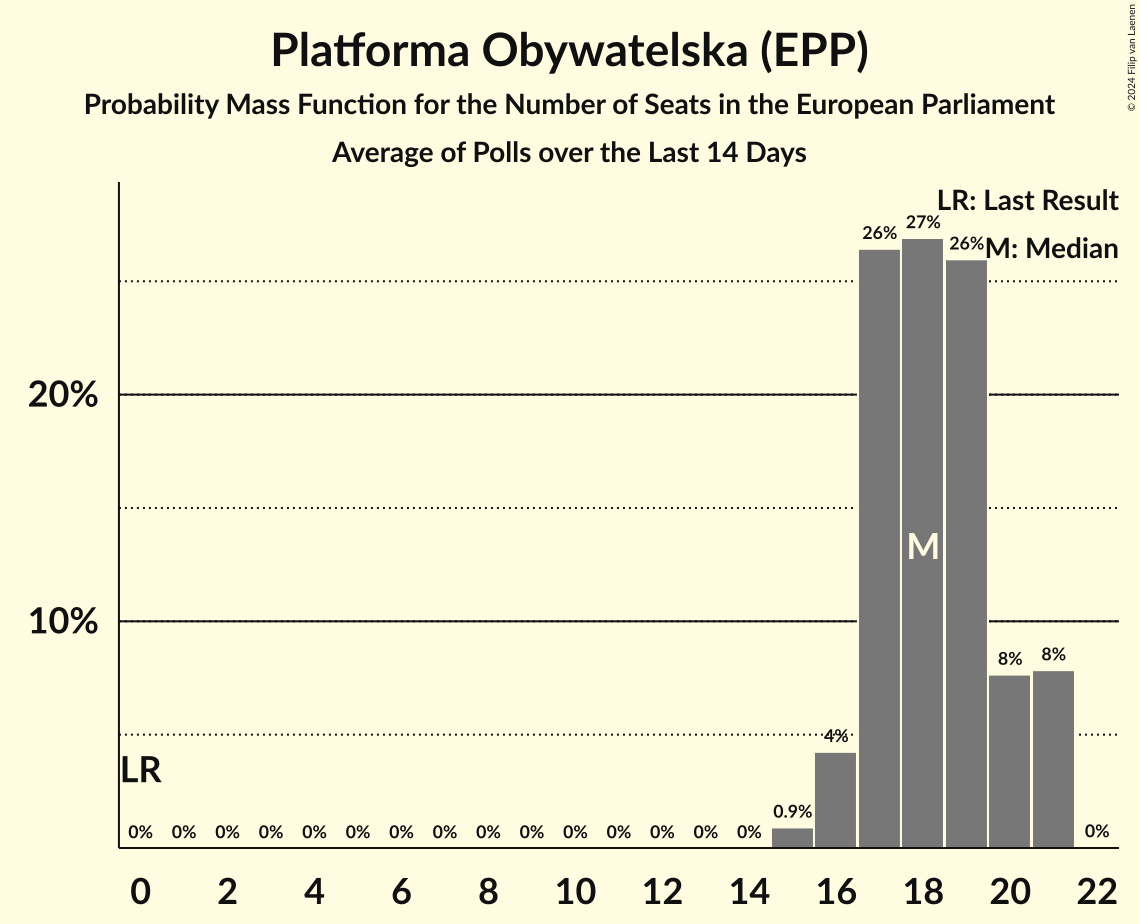 Platforma Obywatelska (EPP)
Probability Mass Function for the Number of Seats in the European Parliament
Average of Polls over the Last 14 Days
© 2024 Filip van Laenen
LR: Last Result
M: Median
26% 27% 26%
20%
M
10%
8% 8%
4%
LR
0.9%
0% 0% 0% 0% 0% 0% 0% 0% 0% 0% 0% 0% 0% 0% 0% 0%
0 2 4 6 8 10 12 14 16 18 20 22